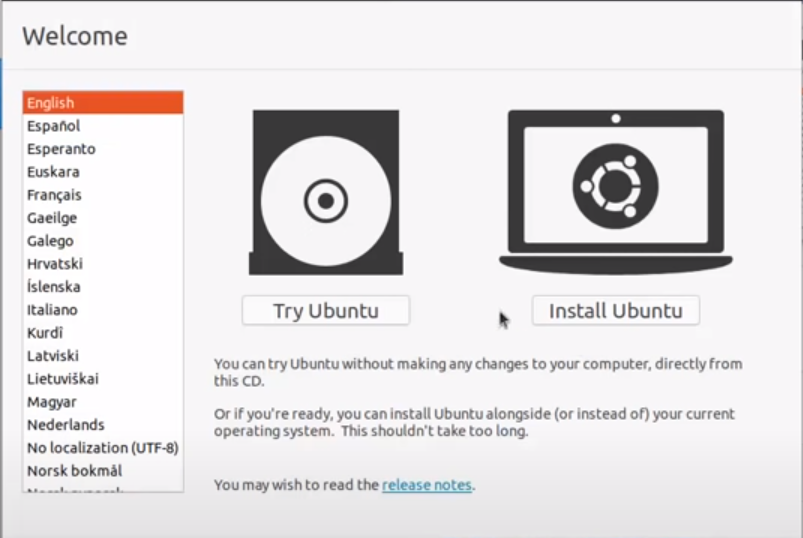 Welcome
English
Español
Esperanto
Euskara
Français
Gaeilge
Galego
Hrvatski
Íslenska
Italiano
Kurdî
Latviski
Lietuviškai
Magyar
Nederlands
No localization (UTF-8)
Norsk bokmål
Try Ubuntu
Install Ubuntu
You can try Ubuntu without making any changes to your computer, directly from
this CD.
Or if you're ready, you can install Ubuntu alongside (or instead of) your current
operating system. This shouldn't take too long.
You may wish to read the release notes.